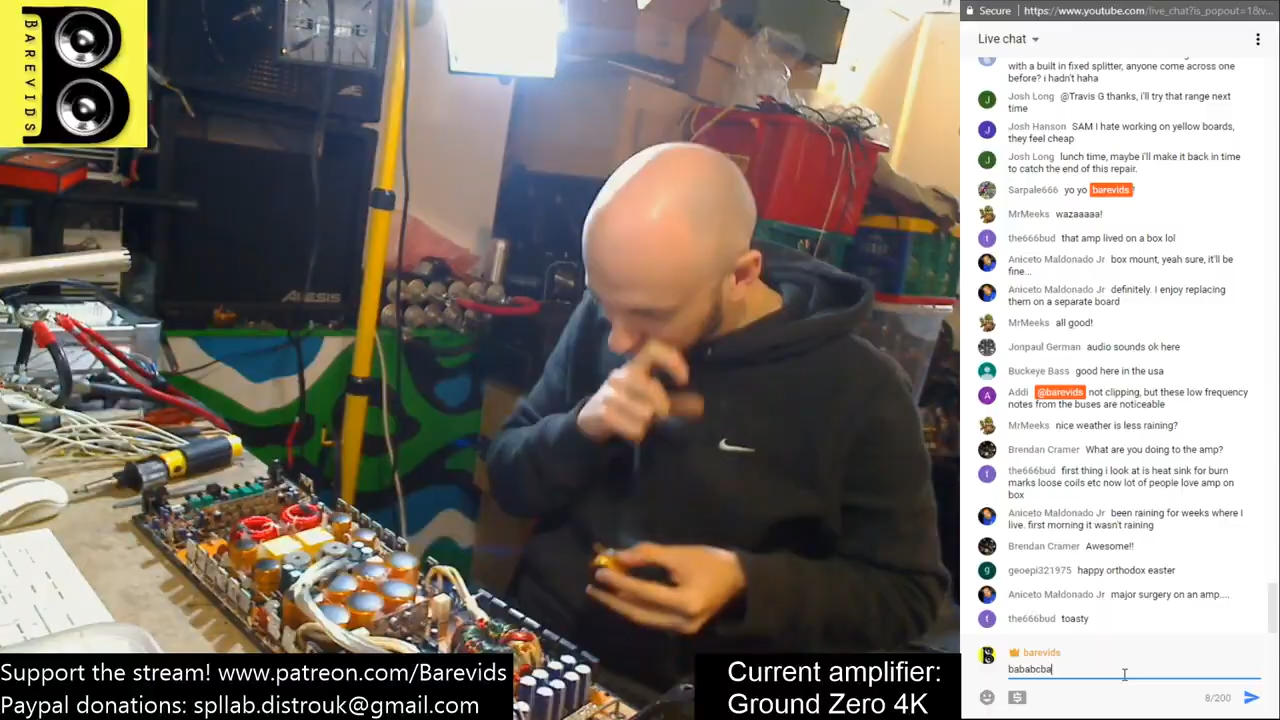 BAREVIDS
ALESIS
Support the stream! www.patreon.com/Barevids
Paypal donations: spllab.distrouk@gmail.com
Current amplifier:
Ground Zero 4K
Secure | https://www.youtube.com/live_chat?is_popout=1&v...
Live chat
with a built in fixed splitter, anyone come across one
before? i hadn't haha
Josh Long @Travis G thanks, i'll try that range next
time
Josh Hanson SAM I hate working on yellow boards,
they feel cheap
Josh Long lunch time, maybe i'll make it back in time
to catch the end of this repair.
Sarpale666 yo yo barevids
MrMeeks wazaaaaa!
the666bud that amp lived on a box lol
Aniceto Maldonado Jr box mount, yeah sure, it'll be
fine...
Aniceto Maldonado Jr definitely. I enjoy replacing
them on a separate board
MrMeeks all good!
Jonpaul German audio sounds ok here
Buckeye Bass good here in the usa
Addi @barevids not clipping, but these low frequency
notes from the buses are noticeable
MrMeeks nice weather is less raining?
Brendan Cramer What are you doing to the amp?
the666bud first thing i look at is heat sink for burn
marks loose coils etc now lot of people love amp on
box
Aniceto Maldonado Jr been raining for weeks where I
live. first morning it wasn't raining
Brendan Cramer Awesome!!
geoepi321975 happy orthodox easter
Aniceto Maldonado Jr major surgery on an amp....
the666bud toasty
barevids
bababcba
8/200